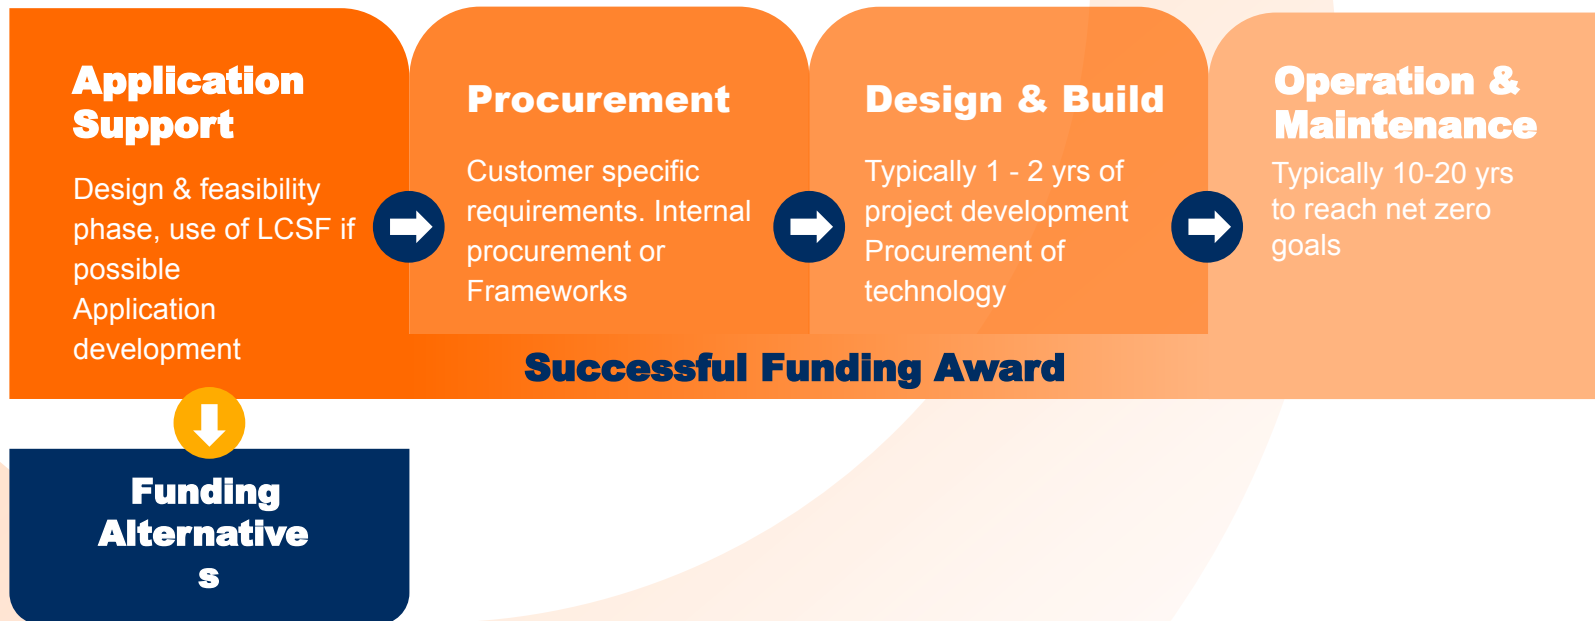 Application
Support
Design & feasibility
phase, use of LCSF if
possible
Application
development
Procurement
Customer specific
requirements. Internal
procurement or
Frameworks
Design & Build
Typically 1 - 2 yrs of
project development
Procurement of
technology
Operation &
Maintenance
Typically 10-20 yrs
to reach net zero
goals
Successful Funding Award
Funding
Alternative
s